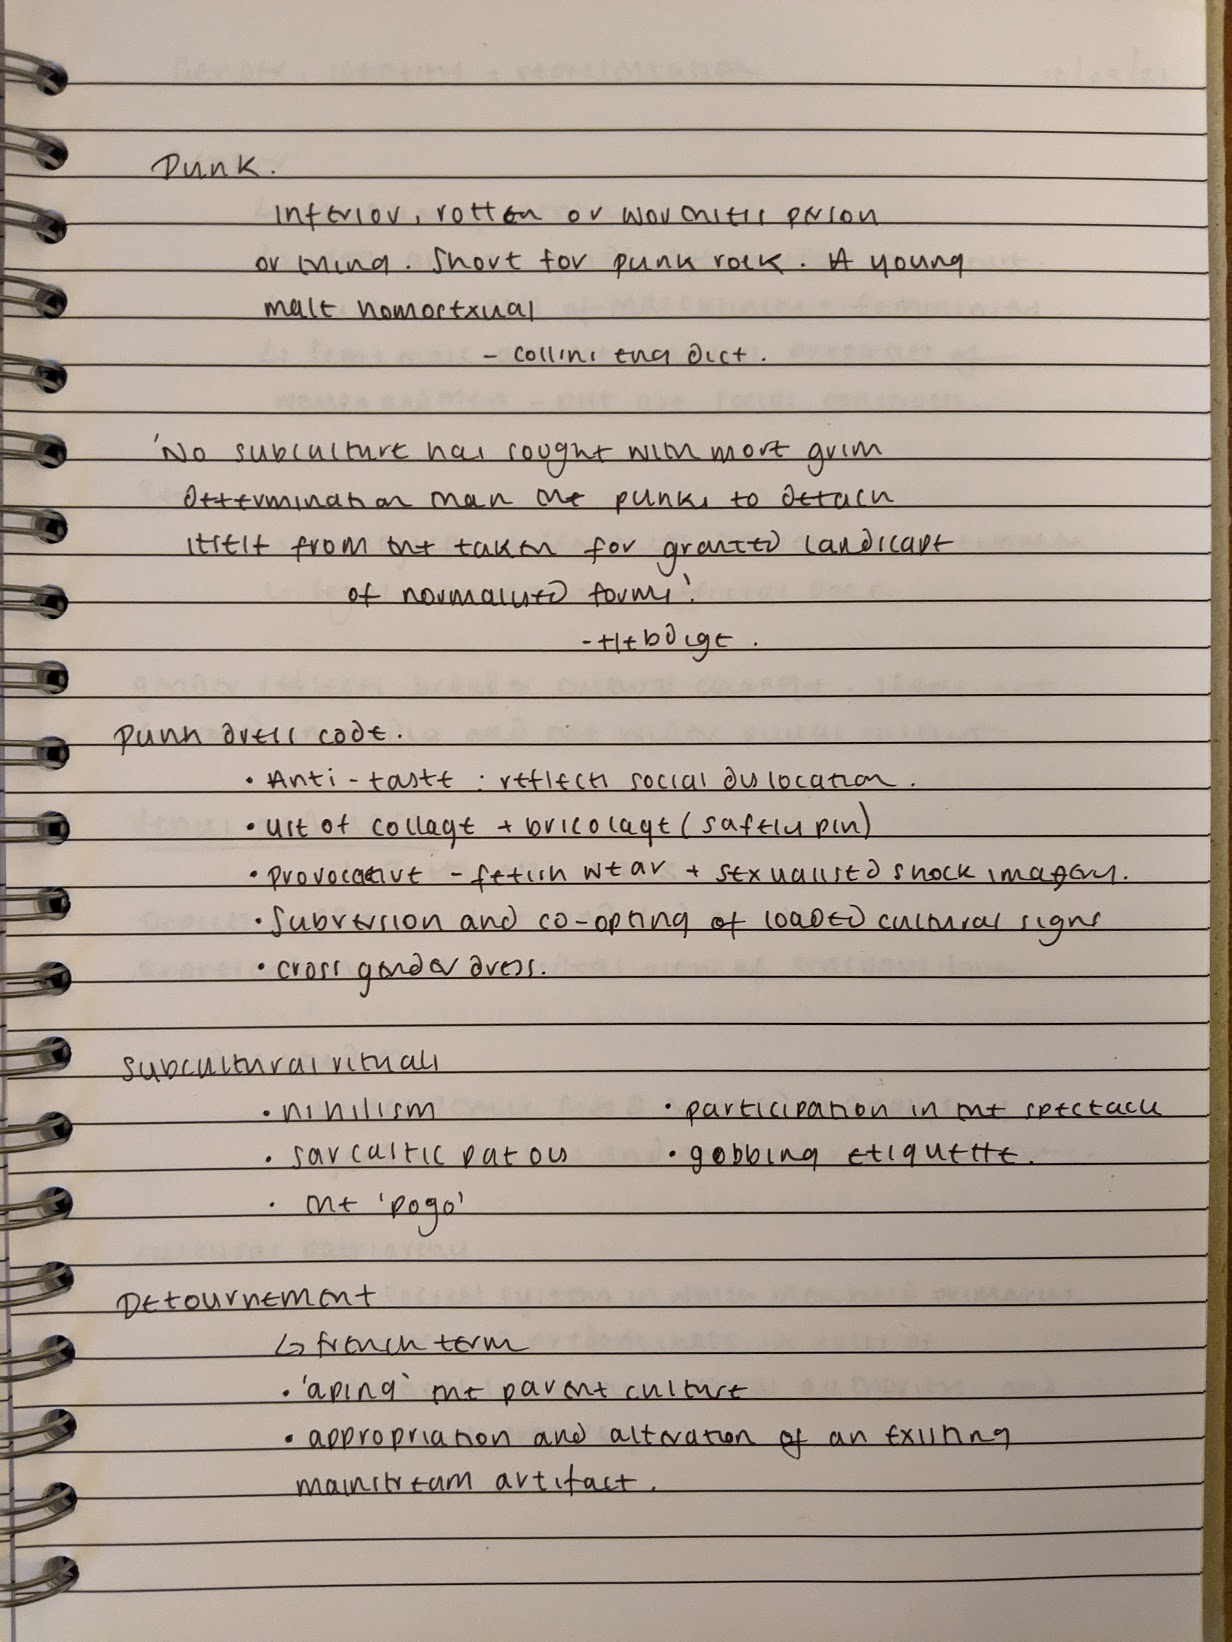 Punk.
inferior, rotten or worthless person
or thing. Short for punk rock. A young
male homosexual
- Collins Eng Dict.
'No subculture has sought with more grim
determination than the punks to detach
itself from the taken for granted landscape
of normalised forms'.
- Hebdige.
Punk dress code.
• Anti-taste : reflects social dislocation.
• use of collage + bricolage (safety pin)
• provocative - fetish wear + sexualised shock imagery.
• Subversion and co-opting of loaded cultural signs
• cross gender dress.
Subcultural rituals
• nihilism
• participation in the spectacle
• sarcastic
• gobbing etiquette.
• the 'pogo'
Detournement
↳ french term
• 'aping' the parent culture
• appropriation and alteration of an existing
mainstream artifact.